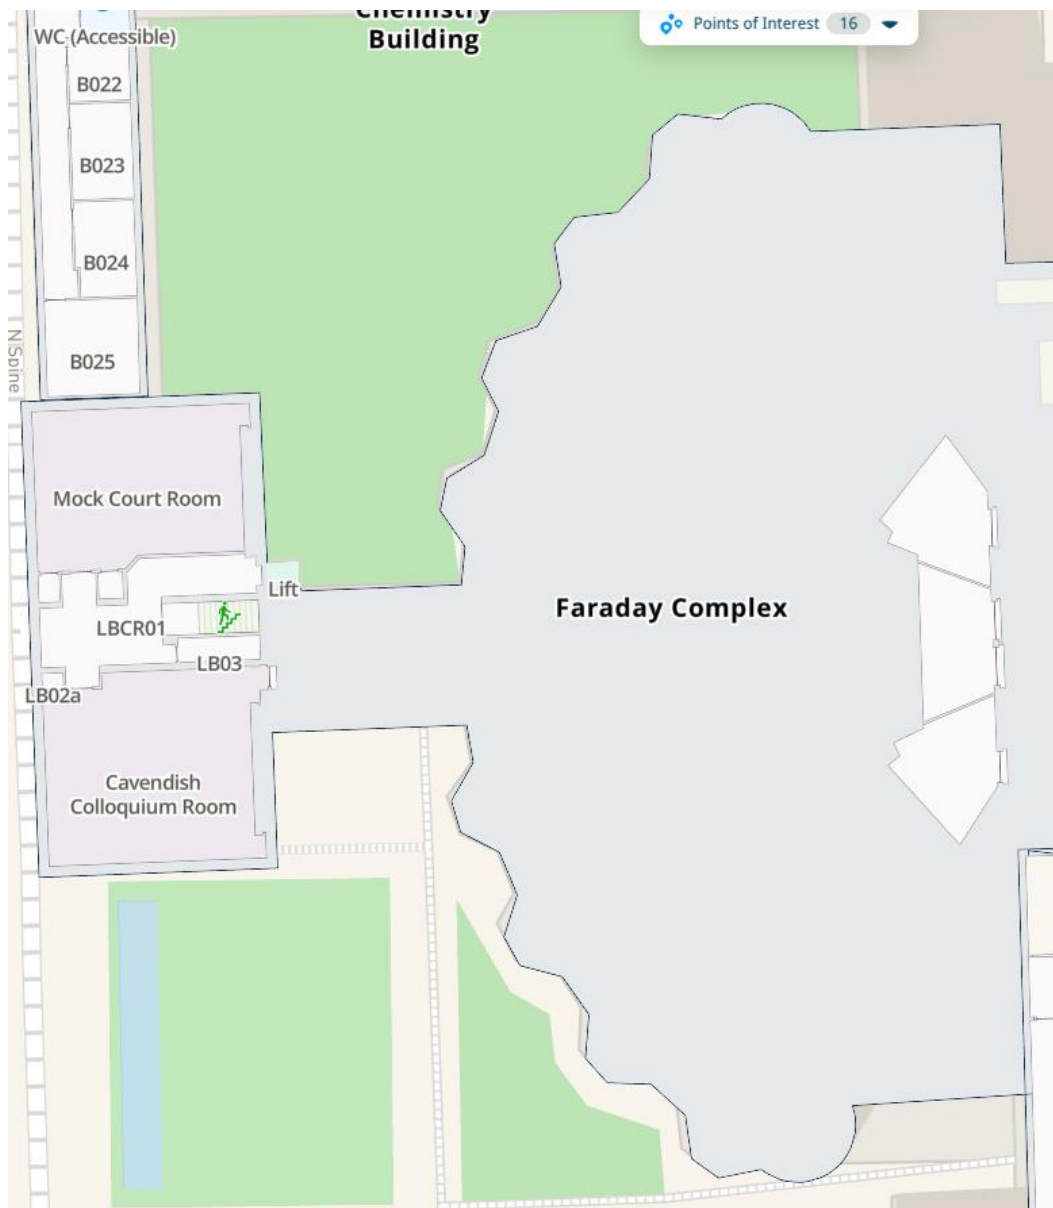 Chemistry
Building
Points of Interest 16
WC (Accessible)
B022
B023
B024
B025
N Spine
Mock Court Room
Lift
LBCR01
LB03
LB02a
Faraday Complex
Cavendish
Colloquium Room